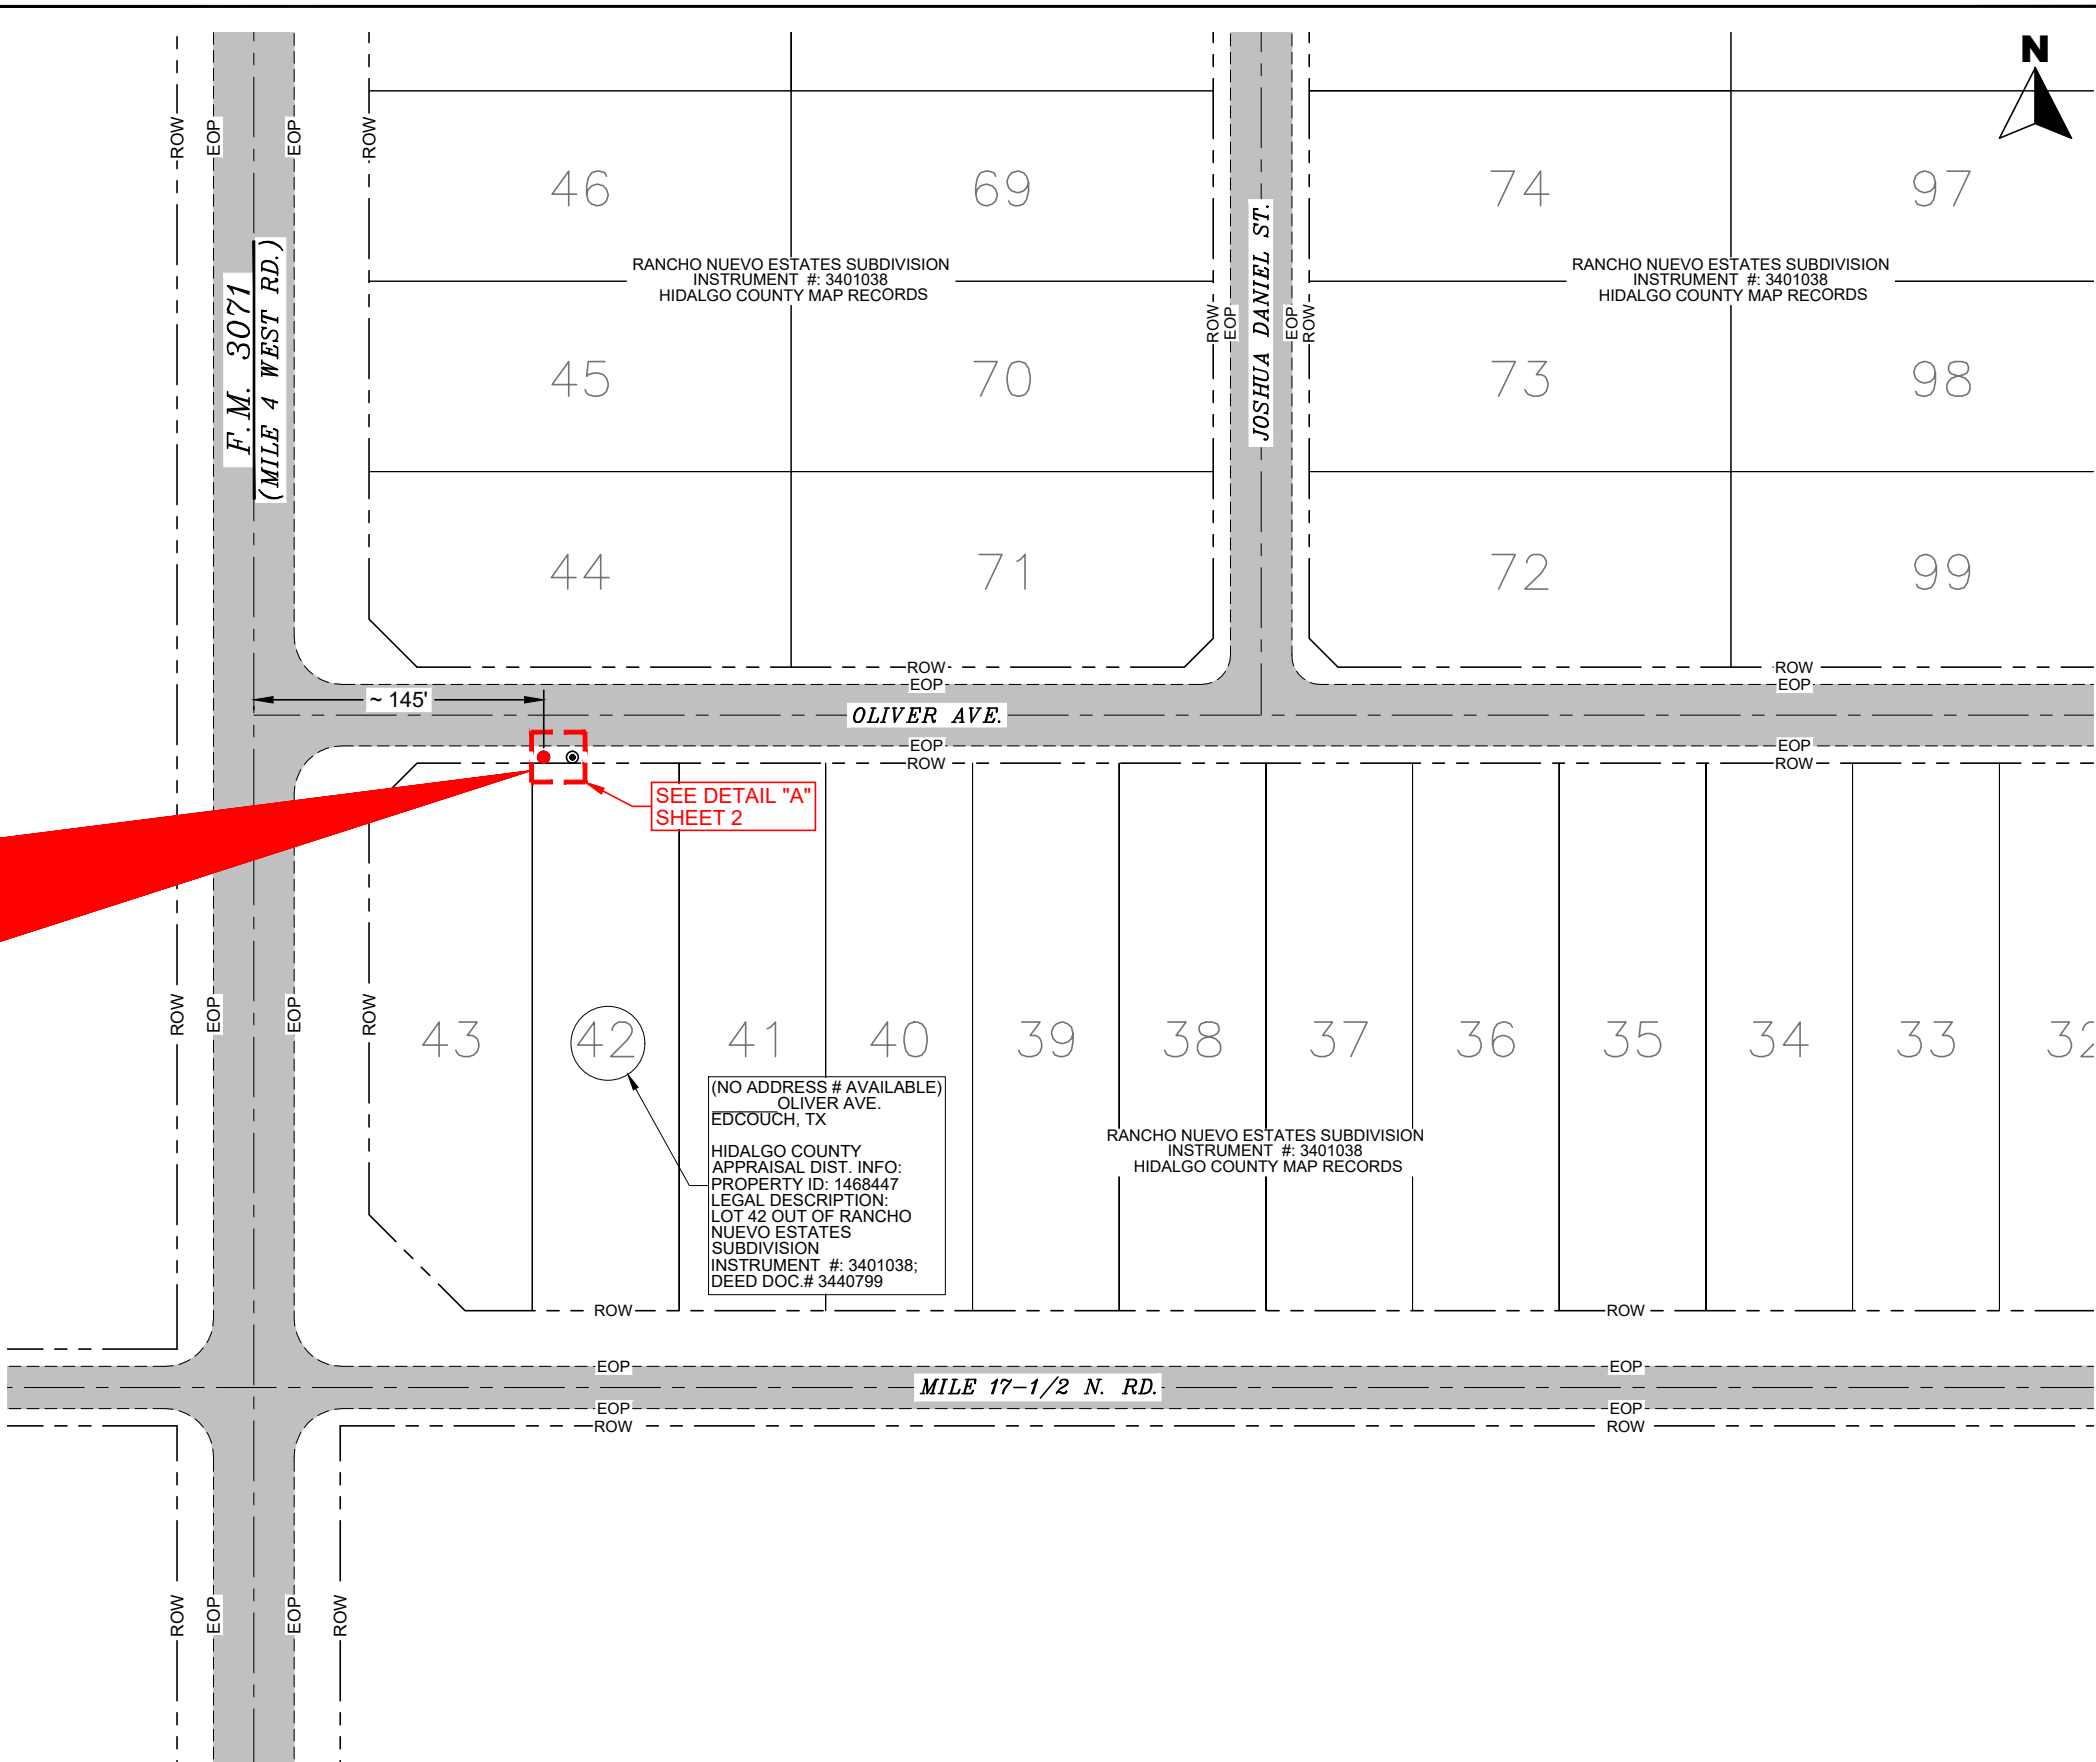 N
ROW
EOP
EOP
ROW
46
69
74
97
F.M. 3071
(MILE 4 WEST RD.)
RANCHO NUEVO ESTATES SUBDIVISION
INSTRUMENT #: 3401038
HIDALGO COUNTY MAP RECORDS
JOSHUA DANIEL ST.
RANCHO NUEVO ESTATES SUBDIVISION
INSTRUMENT #: 3401038
HIDALGO COUNTY MAP RECORDS
ROW
EOP
EOP
ROW
45
70
73
98
44
71
72
99
ROW
EOP
ROW
EOP
~ 145'
OLIVER AVE.
EOP
ROW
EOP
ROW
SEE DETAIL "A"
SHEET 2
ROW
EOP
EOP
ROW
43
42
41
40
39
38
37
36
35
34
33
32
(NO ADDRESS # AVAILABLE)
OLIVER AVE.
EDCOUCH, TX
HIDALGO COUNTY
APPRAISAL DIST. INFO:
PROPERTY ID: 1468447
LEGAL DESCRIPTION:
LOT 42 OUT OF RANCHO
NUEVO ESTATES
SUBDIVISION
INSTRUMENT #: 3401038;
DEED DOC.# 3440799
RANCHO NUEVO ESTATES SUBDIVISION
INSTRUMENT #: 3401038
HIDALGO COUNTY MAP RECORDS
ROW
ROW
EOP
EOP
MILE 17-1/2 N. RD.
EOP
ROW
EOP
ROW
ROW
EOP
EOP
ROW